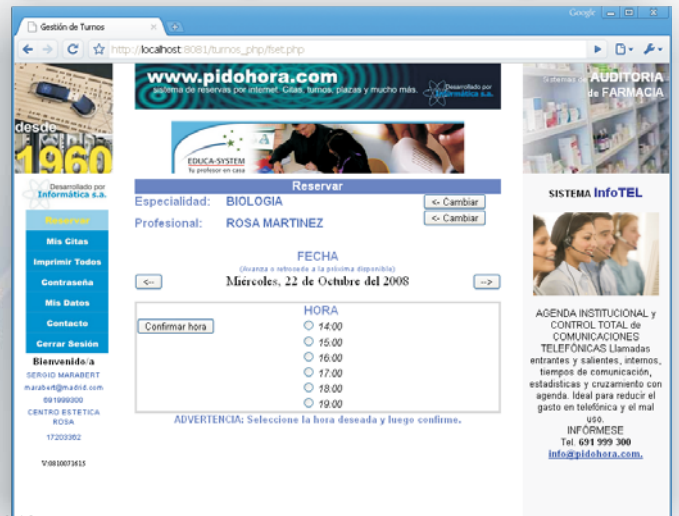 Google
Gestión de Turnos
http://localhost:8081/turnos_php/fset.php
desde
1960
www.pidohora.com
sistema de reservas por internet. Citas, turnos, plazas y mucho más.
Desarrollado por
Informática s.a.
Sistemas de AUDITORIA
de FARMACIA
EDUCA-SYSTEM
Tu profesor en casa
Desarrollado por
Informática s.a.
Reservar
Mis Citas
Imprimir Todos
Contraseña
Mis Datos
Contacto
Cerrar Sesión
Bienvenido/a
SERGIO MARABERT
marabert@madrid.com
691999300
CENTRO ESTETICA
ROSA
17203362
V:0810071615
Reservar
Especialidad: BIOLOGIA <- Cambiar
Profesional: ROSA MARTINEZ <- Cambiar
FECHA
(Avanza o retrocede a la próxima disponible)
<-- Miércoles, 22 de Octubre del 2008 -->
HORA
Confirmar hora 14:00
15:00
16:00
17:00
18:00
19:00
ADVERTENCIA: Seleccione la hora deseada y luego confirme.
SISTEMA InfoTEL
AGENDA INSTITUCIONAL y
CONTROL TOTAL de
COMUNICACIONES
TELEFÓNICAS Llamadas
entrantes y salientes, internos,
tiempos de comunicación,
estadisticas y cruzamiento con
agenda. Ideal para reducir el
gasto en telefónica y el mal
uso.
INFÓRMESE
Tel. 691 999 300
info@pidohora.com.